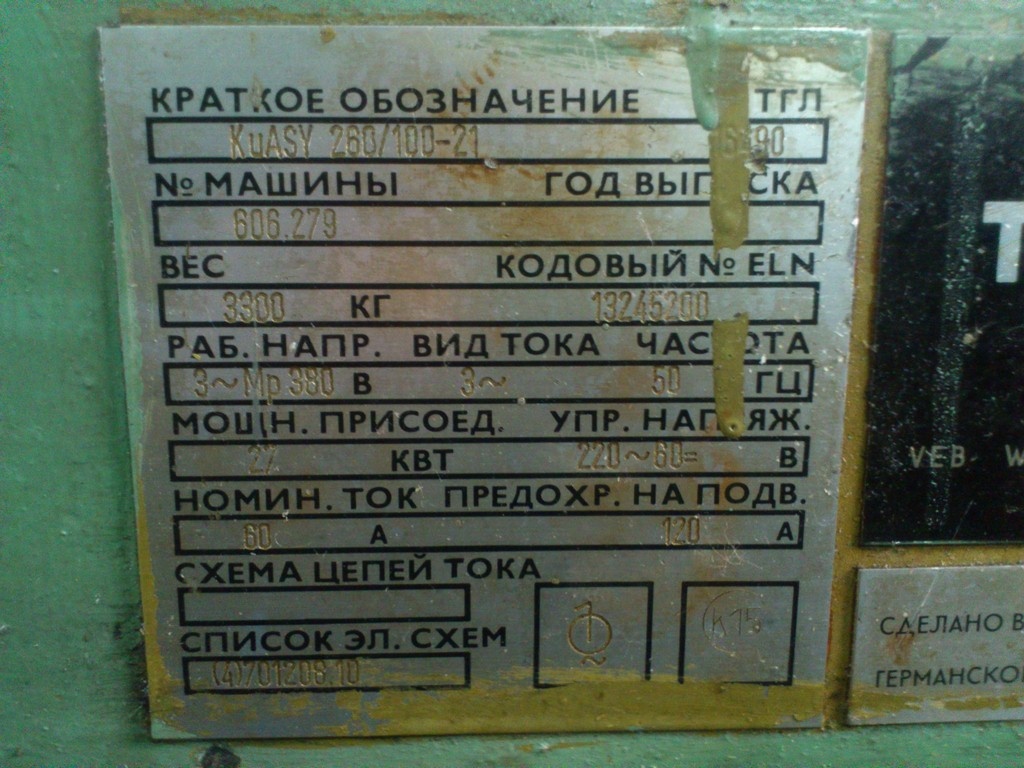 КРАТКОЕ ОБОЗНАЧЕНИЕ ТГЛ
KuASY 260/100-21
№ МАШИНЫ ГОД ВЫПУСКА
606.279
ВЕС КОДОВЫЙ № ELN
3300 КГ 13245200
РАБ. НАПР. ВИД ТОКА ЧАСТОТА
3~Mp 380 В 3~ 50 ГЦ
МОЩН. ПРИСОЕД. УПР. НАПРЯЖ.
КВТ 220~60= В
НОМИН. ТОК ПРЕДОХР. НА ПОДВ.
60 А 120 А
СХЕМА ЦЕПЕЙ ТОКА
СПИСОК ЭЛ. СХЕМ
(4)701208.10
1
~
K15
T
VEB W
СДЕЛАНО В
ГЕРМАНСКО